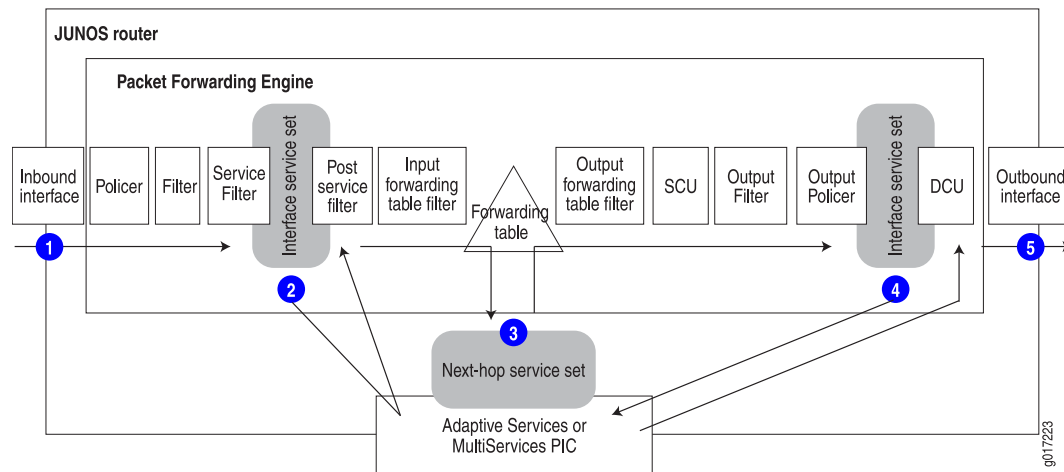 JUNOS router
Packet Forwarding Engine
Inbound
interface
Policer
Filter
Service
Filter
Interface service set
Post
service
filter
Input
forwarding
table filter
Forwarding
table
Output
forwarding
table filter
SCU
Output
Filter
Output
Policer
Interface service set
DCU
Outbound
interface
1
2
3
4
5
Next-hop service set
Adaptive Services or
MultiServices PIC
g017223